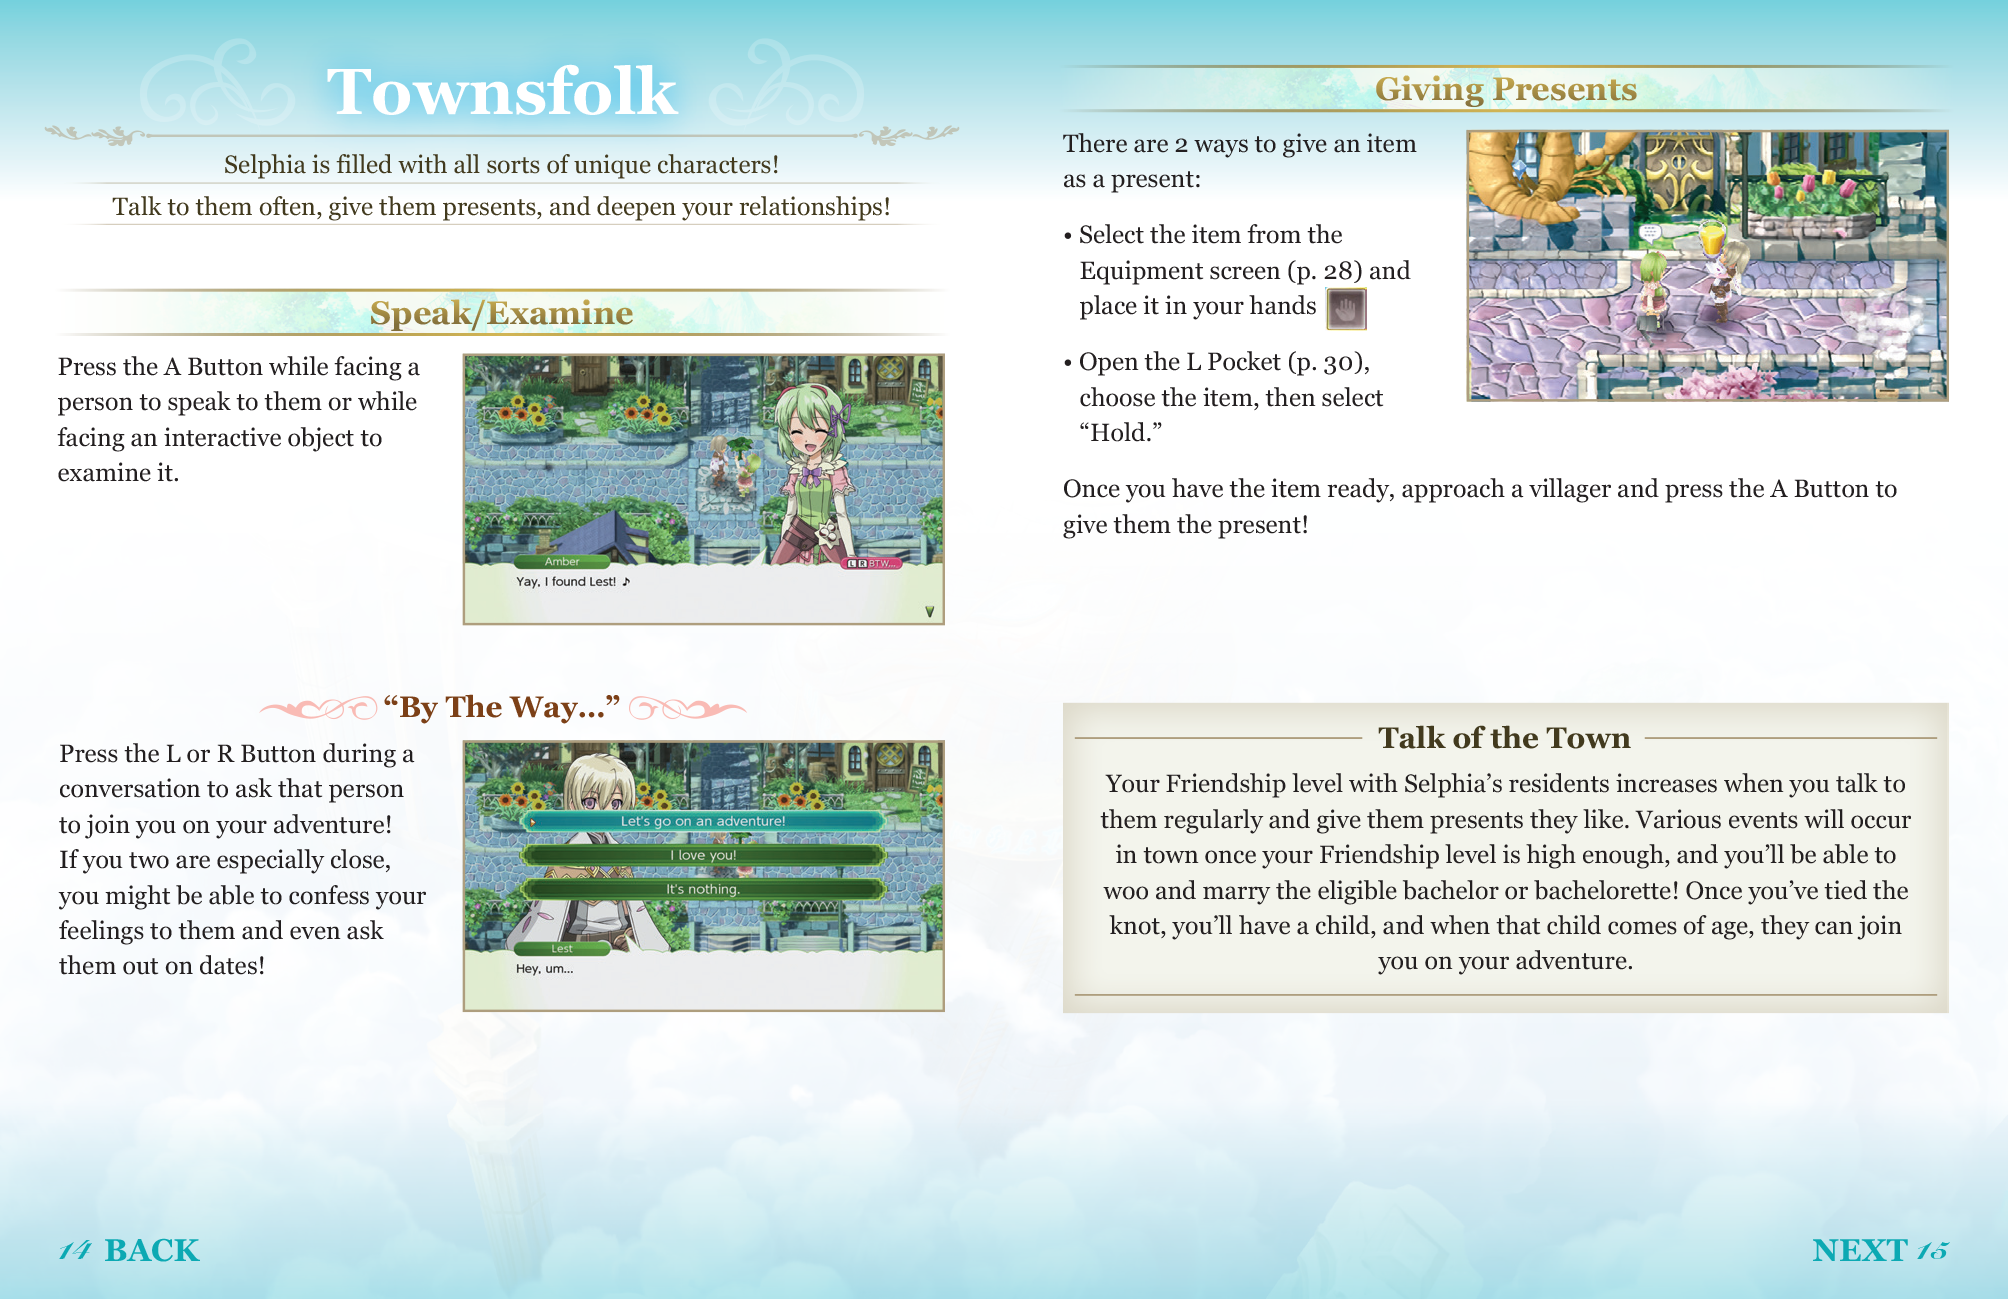 Townsfolk
Selphia is filled with all sorts of unique characters!
Talk to them often, give them presents, and deepen your relationships!
Speak/Examine
Press the A Button while facing a
person to speak to them or while
facing an interactive object to
examine it.
Amber
L R BTW...
Yay, I found Lest! ♪
“By The Way...”
Press the L or R Button during a
conversation to ask that person
to join you on your adventure!
If you two are especially close,
you might be able to confess your
feelings to them and even ask
them out on dates!
Let's go on an adventure!
I love you!
It's nothing.
Lest
Hey, um...
14 BACK
Giving Presents
There are 2 ways to give an item
as a present:
• Select the item from the
Equipment screen (p. 28) and
place it in your hands
• Open the L Pocket (p. 30),
choose the item, then select
“Hold.”
Once you have the item ready, approach a villager and press the A Button to
give them the present!
Talk of the Town
Your Friendship level with Selphia’s residents increases when you talk to
them regularly and give them presents they like. Various events will occur
in town once your Friendship level is high enough, and you’ll be able to
woo and marry the eligible bachelor or bachelorette! Once you’ve tied the
knot, you’ll have a child, and when that child comes of age, they can join
you on your adventure.
NEXT 15